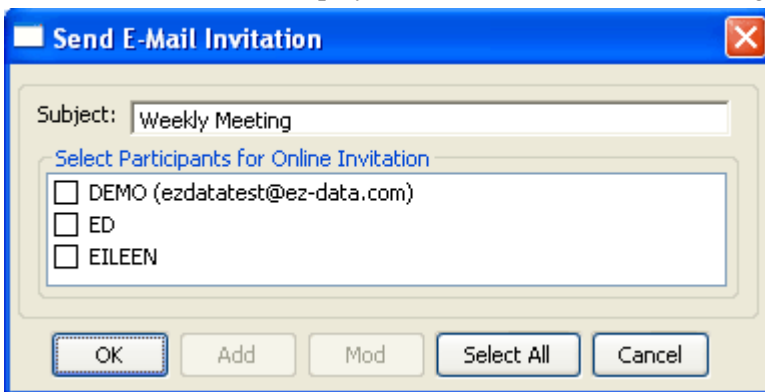 Send E-Mail Invitation
Subject: Weekly Meeting
Select Participants for Online Invitation
DEMO (ezdatatest@ez-data.com)
ED
EILEEN
OK Add Mod Select All Cancel